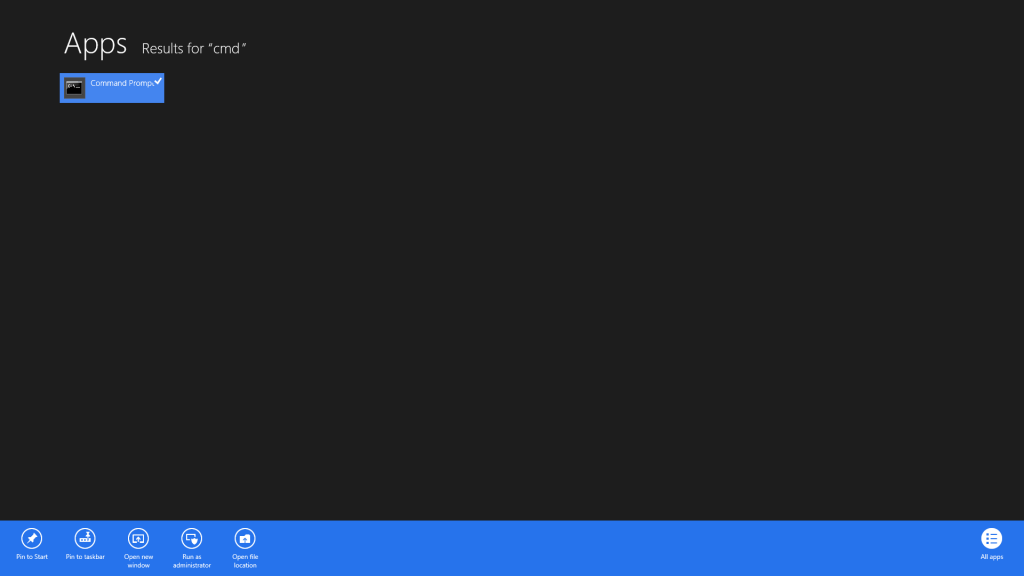 Apps Results for “cmd”
Command Promp
Pin to Start
Pin to taskbar
Open new
window
Run as
administrator
Open file
location
All apps